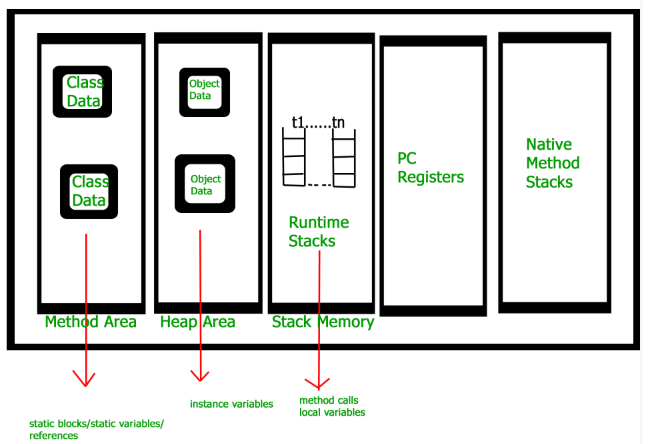 Class
Data
Class
Data
Method Area
Object
Data
Object
Data
Heap Area
t1......tn
Runtime
Stacks
Stack Memory
PC
Registers
Native
Method
Stacks
static blocks/static variables/
references
instance variables
method calls
local variables